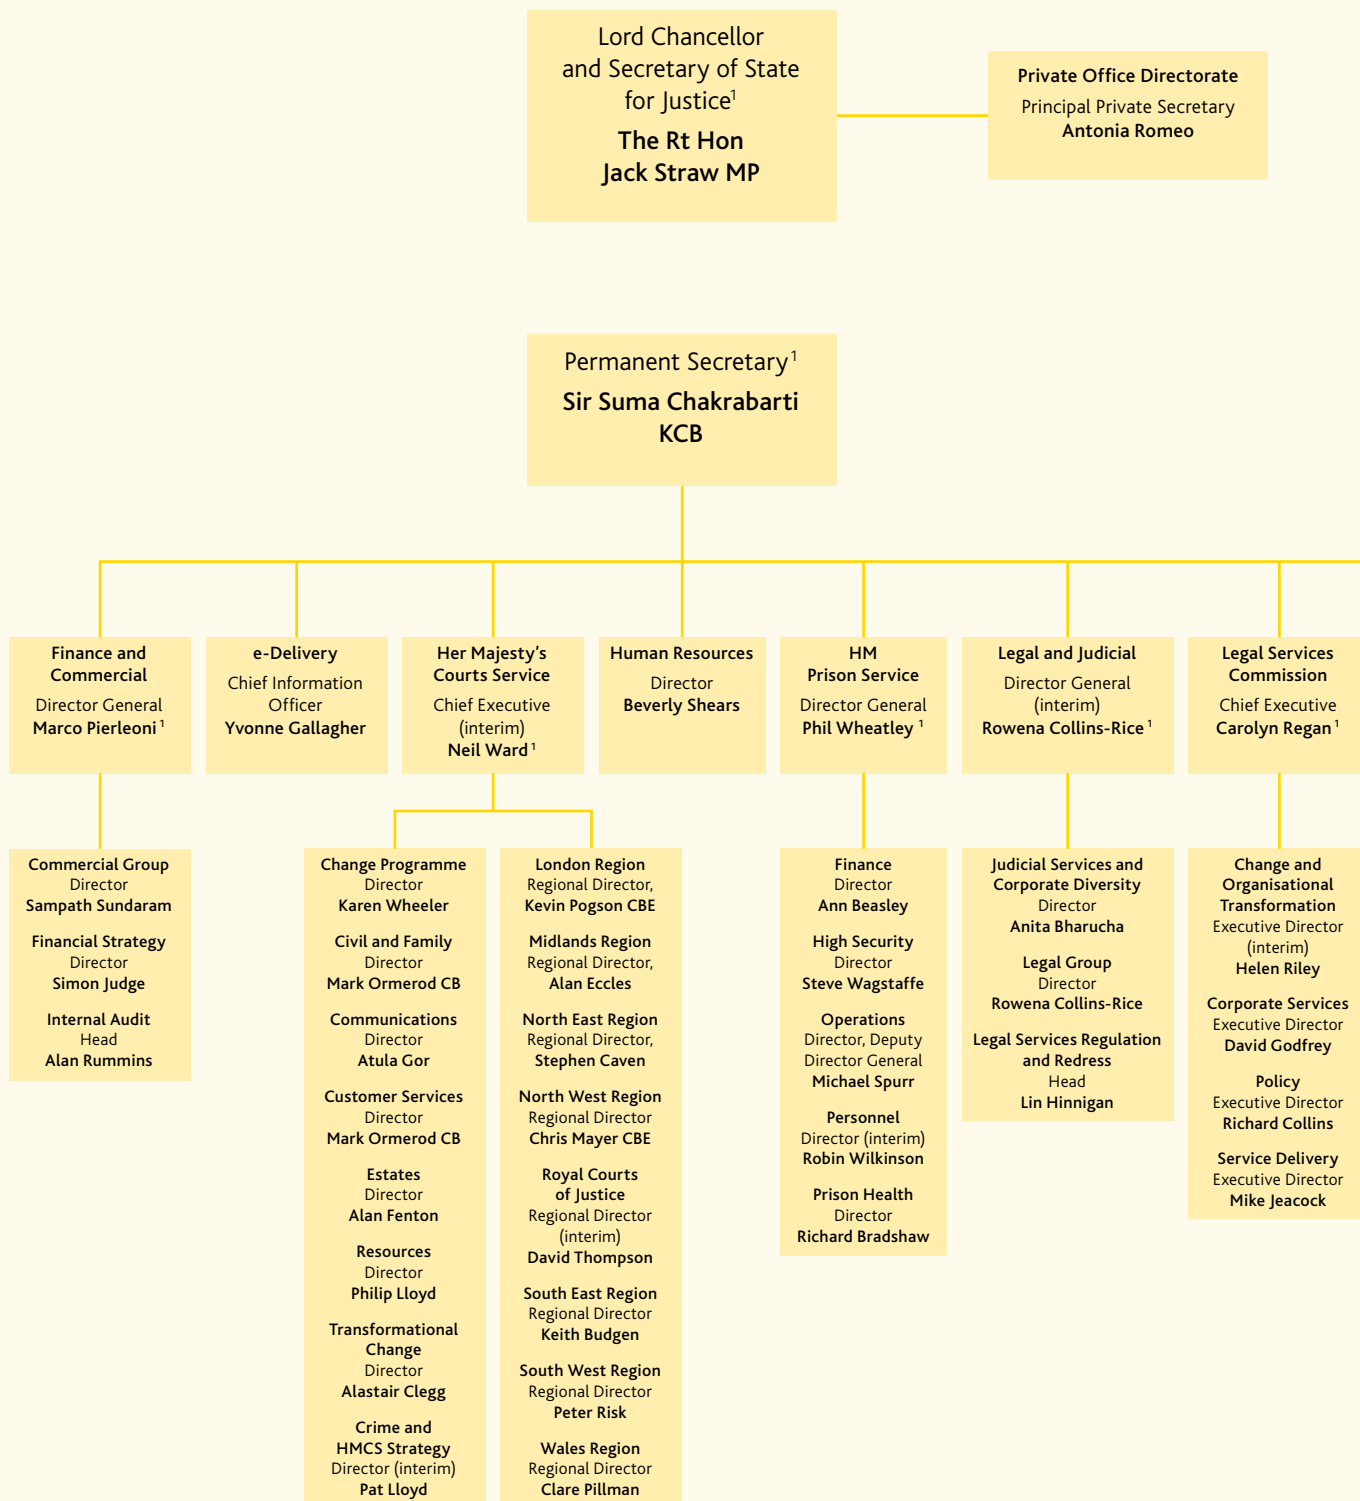 Lord Chancellor
and Secretary of State
for Justice¹
The Rt Hon
Jack Straw MP
Private Office Directorate
Principal Private Secretary
Antonia Romeo
Permanent Secretary¹
Sir Suma Chakrabarti
KCB
Finance and
Commercial
Director General
Marco Pierleoni¹
e-Delivery
Chief Information
Officer
Yvonne Gallagher
Her Majesty's
Courts Service
Chief Executive
(interim)
Neil Ward¹
Human Resources
Director
Beverly Shears
HM
Prison Service
Director General
Phil Wheatley¹
Legal and Judicial
Director General
(interim)
Rowena Collins-Rice¹
Legal Services
Commission
Chief Executive
Carolyn Regan¹
Commercial Group
Director
Sampath Sundaram
Financial Strategy
Director
Simon Judge
Internal Audit
Head
Alan Rummins
Change Programme
Director
Karen Wheeler
Civil and Family
Director
Mark Ormerod CB
Communications
Director
Atula Gor
Customer Services
Director
Mark Ormerod CB
Estates
Director
Alan Fenton
Resources
Director
Philip Lloyd
Transformational
Change
Director
Alastair Clegg
Crime and
HMCS Strategy
Director (interim)
Pat Lloyd
London Region
Regional Director,
Kevin Pogson CBE
Midlands Region
Regional Director,
Alan Eccles
North East Region
Regional Director,
Stephen Caven
North West Region
Regional Director
Chris Mayer CBE
Royal Courts
of Justice
Regional Director
(interim)
David Thompson
South East Region
Regional Director
Keith Budgen
South West Region
Regional Director
Peter Risk
Wales Region
Regional Director
Clare Pillman
Finance
Director
Ann Beasley
High Security
Director
Steve Wagstaffe
Operations
Director, Deputy
Director General
Michael Spurr
Personnel
Director (interim)
Robin Wilkinson
Prison Health
Director
Richard Bradshaw
Judicial Services and
Corporate Diversity
Director
Anita Bharucha
Legal Group
Director
Rowena Collins-Rice
Legal Services Regulation
and Redress
Head
Lin Hinnigan
Change and
Organisational
Transformation
Executive Director
(interim)
Helen Riley
Corporate Services
Executive Director
David Godfrey
Policy
Executive Director
Richard Collins
Service Delivery
Executive Director
Mike Jeacock